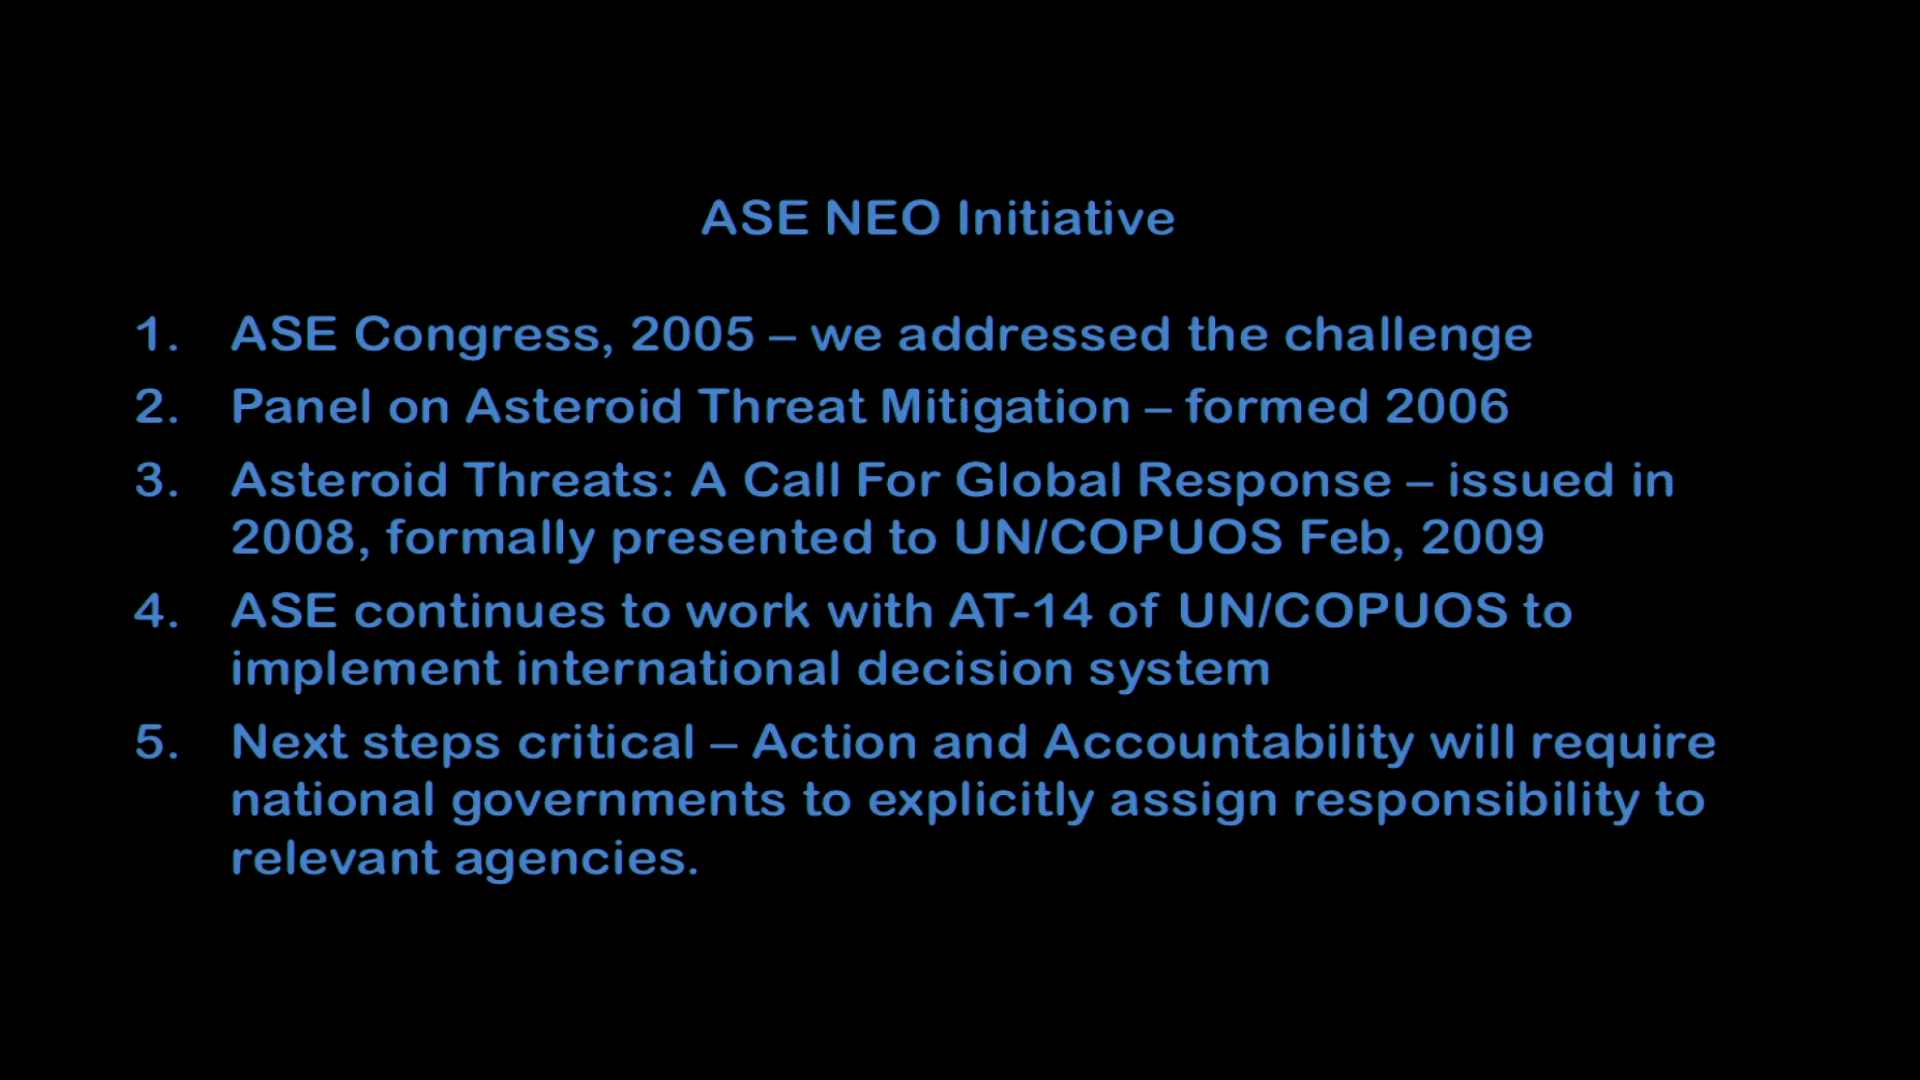 ASE NEO Initiative
1. ASE Congress, 2005 – we addressed the challenge
2. Panel on Asteroid Threat Mitigation – formed 2006
3. Asteroid Threats: A Call For Global Response – issued in
2008, formally presented to UN/COPUOS Feb, 2009
4. ASE continues to work with AT-14 of UN/COPUOS to
implement international decision system
5. Next steps critical – Action and Accountability will require
national governments to explicitly assign responsibility to
relevant agencies.